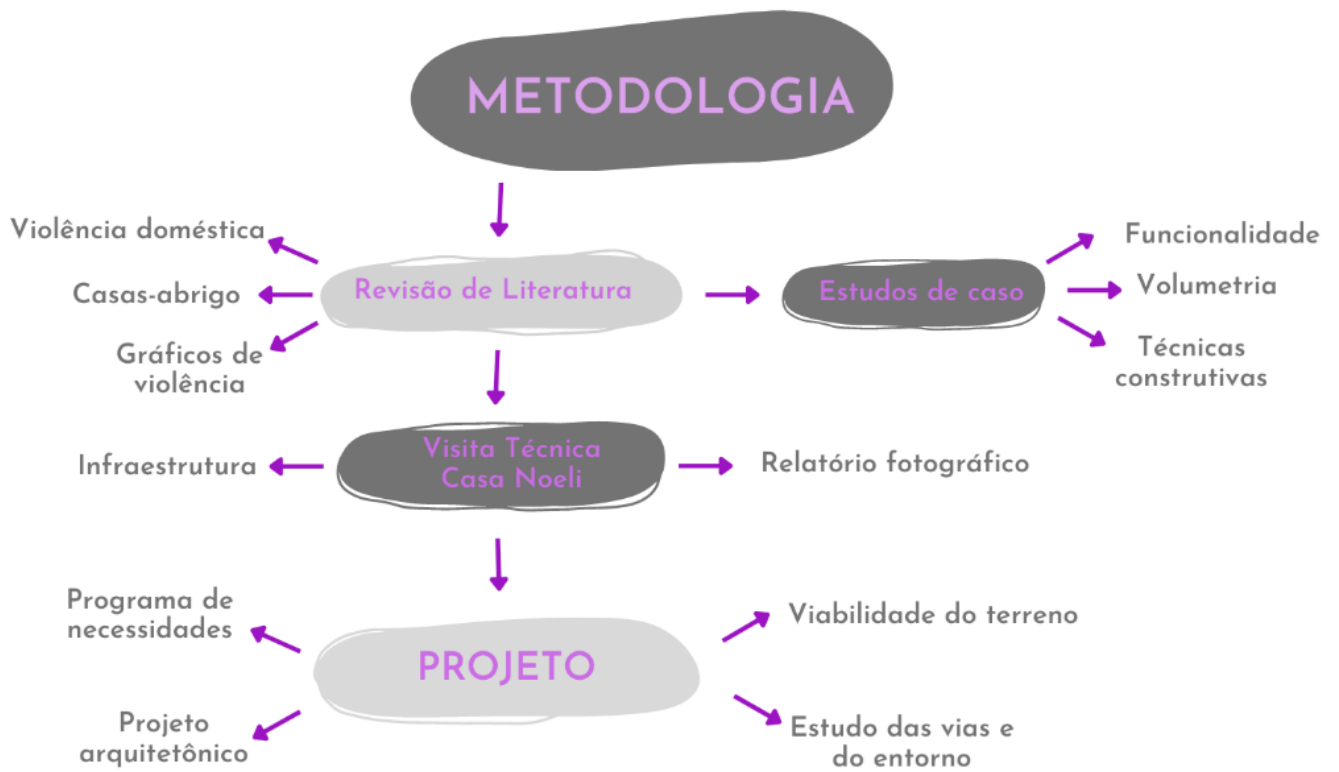 METODOLOGIA
Violência doméstica
Casas-abrigo
Gráficos de
violência
Revisão de Literatura
Estudos de caso
Funcionalidade
Volumetria
Técnicas
construtivas
Infraestrutura
Visita Técnica
Casa Noeli
Relatório fotográfico
Programa de
necessidades
Projeto
arquitetônico
PROJETO
Viabilidade do terreno
Estudo das vias e
do entorno